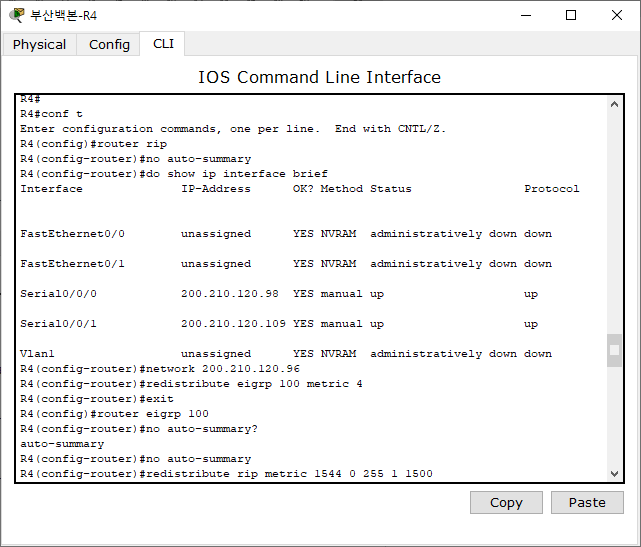 부산백본-R4
Physical Config CLI
IOS Command Line Interface
R4#
R4#conf t
Enter configuration commands, one per line.  End with CNTL/Z.
R4(config)#router rip
R4(config-router)#no auto-summary
R4(config-router)#do show ip interface brief
Interface              IP-Address      OK? Method Status                Protocol
FastEthernet0/0        unassigned      YES NVRAM  administratively down down
FastEthernet0/1        unassigned      YES NVRAM  administratively down down
Serial0/0/0            200.210.120.98  YES manual up                    up
Serial0/0/1            200.210.120.109 YES manual up                    up
Vlan1                  unassigned      YES NVRAM  administratively down down
R4(config-router)#network 200.210.120.96
R4(config-router)#redistribute eigrp 100 metric 4
R4(config-router)#exit
R4(config)#router eigrp 100
R4(config-router)#no auto-summary?
auto-summary
R4(config-router)#no auto-summary
R4(config-router)#redistribute rip metric 1544 0 255 1 1500
Copy Paste